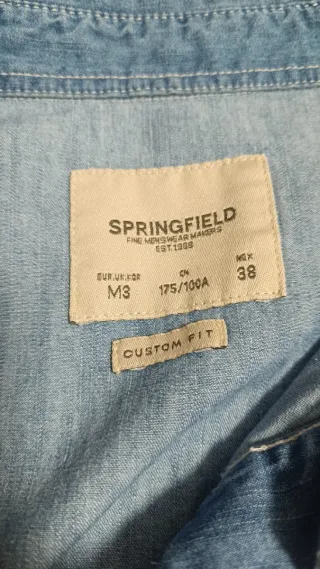 SPRINGFIELD
FINE MENSWEAR MAKERS
EST.1988
EUR.UK.KOR CN MEX
M3 175/100A 38
CUSTOM FIT